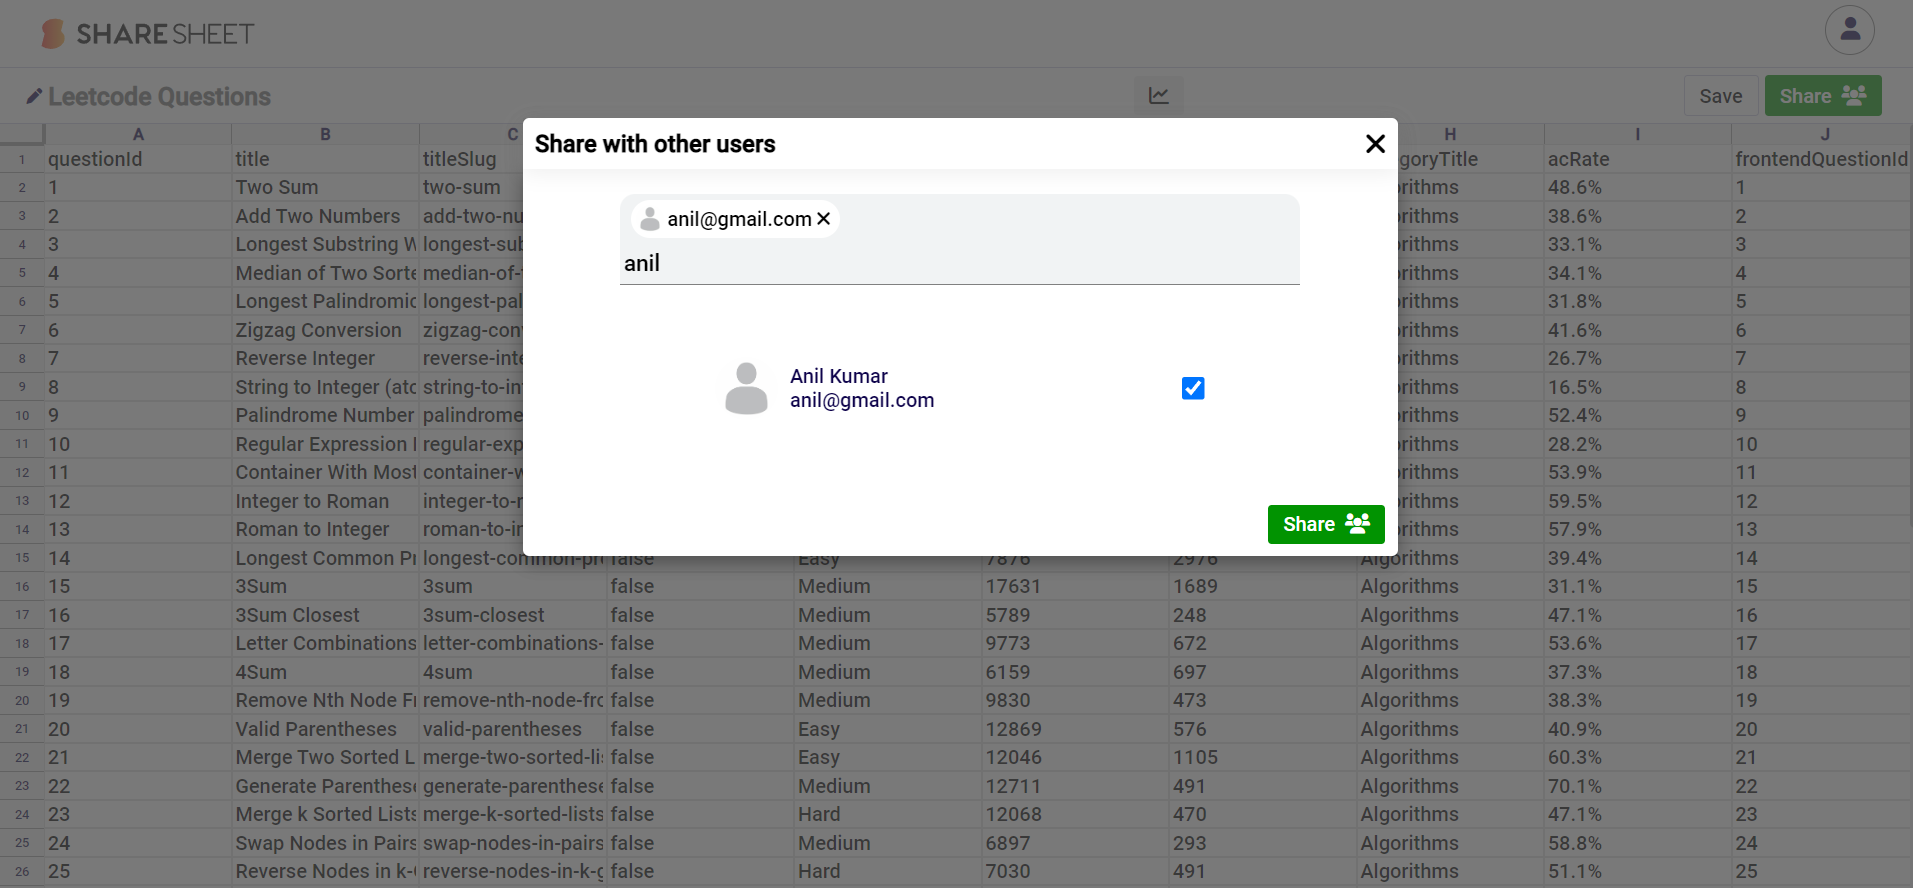 SHARE SHEET
Leetcode Questions
Save
Share
A B C H I J
1 questionId title titleSlug goryTitle acRate frontendQuestionId
2 1 Two Sum two-sum rithms 48.6% 1
3 2 Add Two Numbers add-two-nu rithms 38.6% 2
4 3 Longest Substring W longest-sub rithms 33.1% 3
5 4 Median of Two Sorte median-of- rithms 34.1% 4
6 5 Longest Palindromic longest-pal rithms 31.8% 5
7 6 Zigzag Conversion zigzag-con rithms 41.6% 6
8 7 Reverse Integer reverse-inte rithms 26.7% 7
9 8 String to Integer (ato string-to-in rithms 16.5% 8
10 9 Palindrome Number palindrome rithms 52.4% 9
11 10 Regular Expression regular-exp rithms 28.2% 10
12 11 Container With Most container-w rithms 53.9% 11
13 12 Integer to Roman integer-to-r rithms 59.5% 12
14 13 Roman to Integer roman-to-in rithms 57.9% 13
15 14 Longest Common Pr longest-common-pr false Easy 7876 2976 Algorithms 39.4% 14
16 15 3Sum 3sum false Medium 17631 1689 Algorithms 31.1% 15
17 16 3Sum Closest 3sum-closest false Medium 5789 248 Algorithms 47.1% 16
18 17 Letter Combinations letter-combinations- false Medium 9773 672 Algorithms 53.6% 17
19 18 4Sum 4sum false Medium 6159 697 Algorithms 37.3% 18
20 19 Remove Nth Node Fr remove-nth-node-fro false Medium 9830 473 Algorithms 38.3% 19
21 20 Valid Parentheses valid-parentheses false Easy 12869 576 Algorithms 40.9% 20
22 21 Merge Two Sorted L merge-two-sorted-li false Easy 12046 1105 Algorithms 60.3% 21
23 22 Generate Parenthese generate-parenthese false Medium 12711 491 Algorithms 70.1% 22
24 23 Merge k Sorted Lists merge-k-sorted-lists false Hard 12068 470 Algorithms 47.1% 23
25 24 Swap Nodes in Pairs swap-nodes-in-pairs false Medium 6897 293 Algorithms 58.8% 24
26 25 Reverse Nodes in k- reverse-nodes-in-k-g false Hard 7030 491 Algorithms 51.1% 25
Share with other users
anil@gmail.com
anil
Anil Kumar
anil@gmail.com
Share